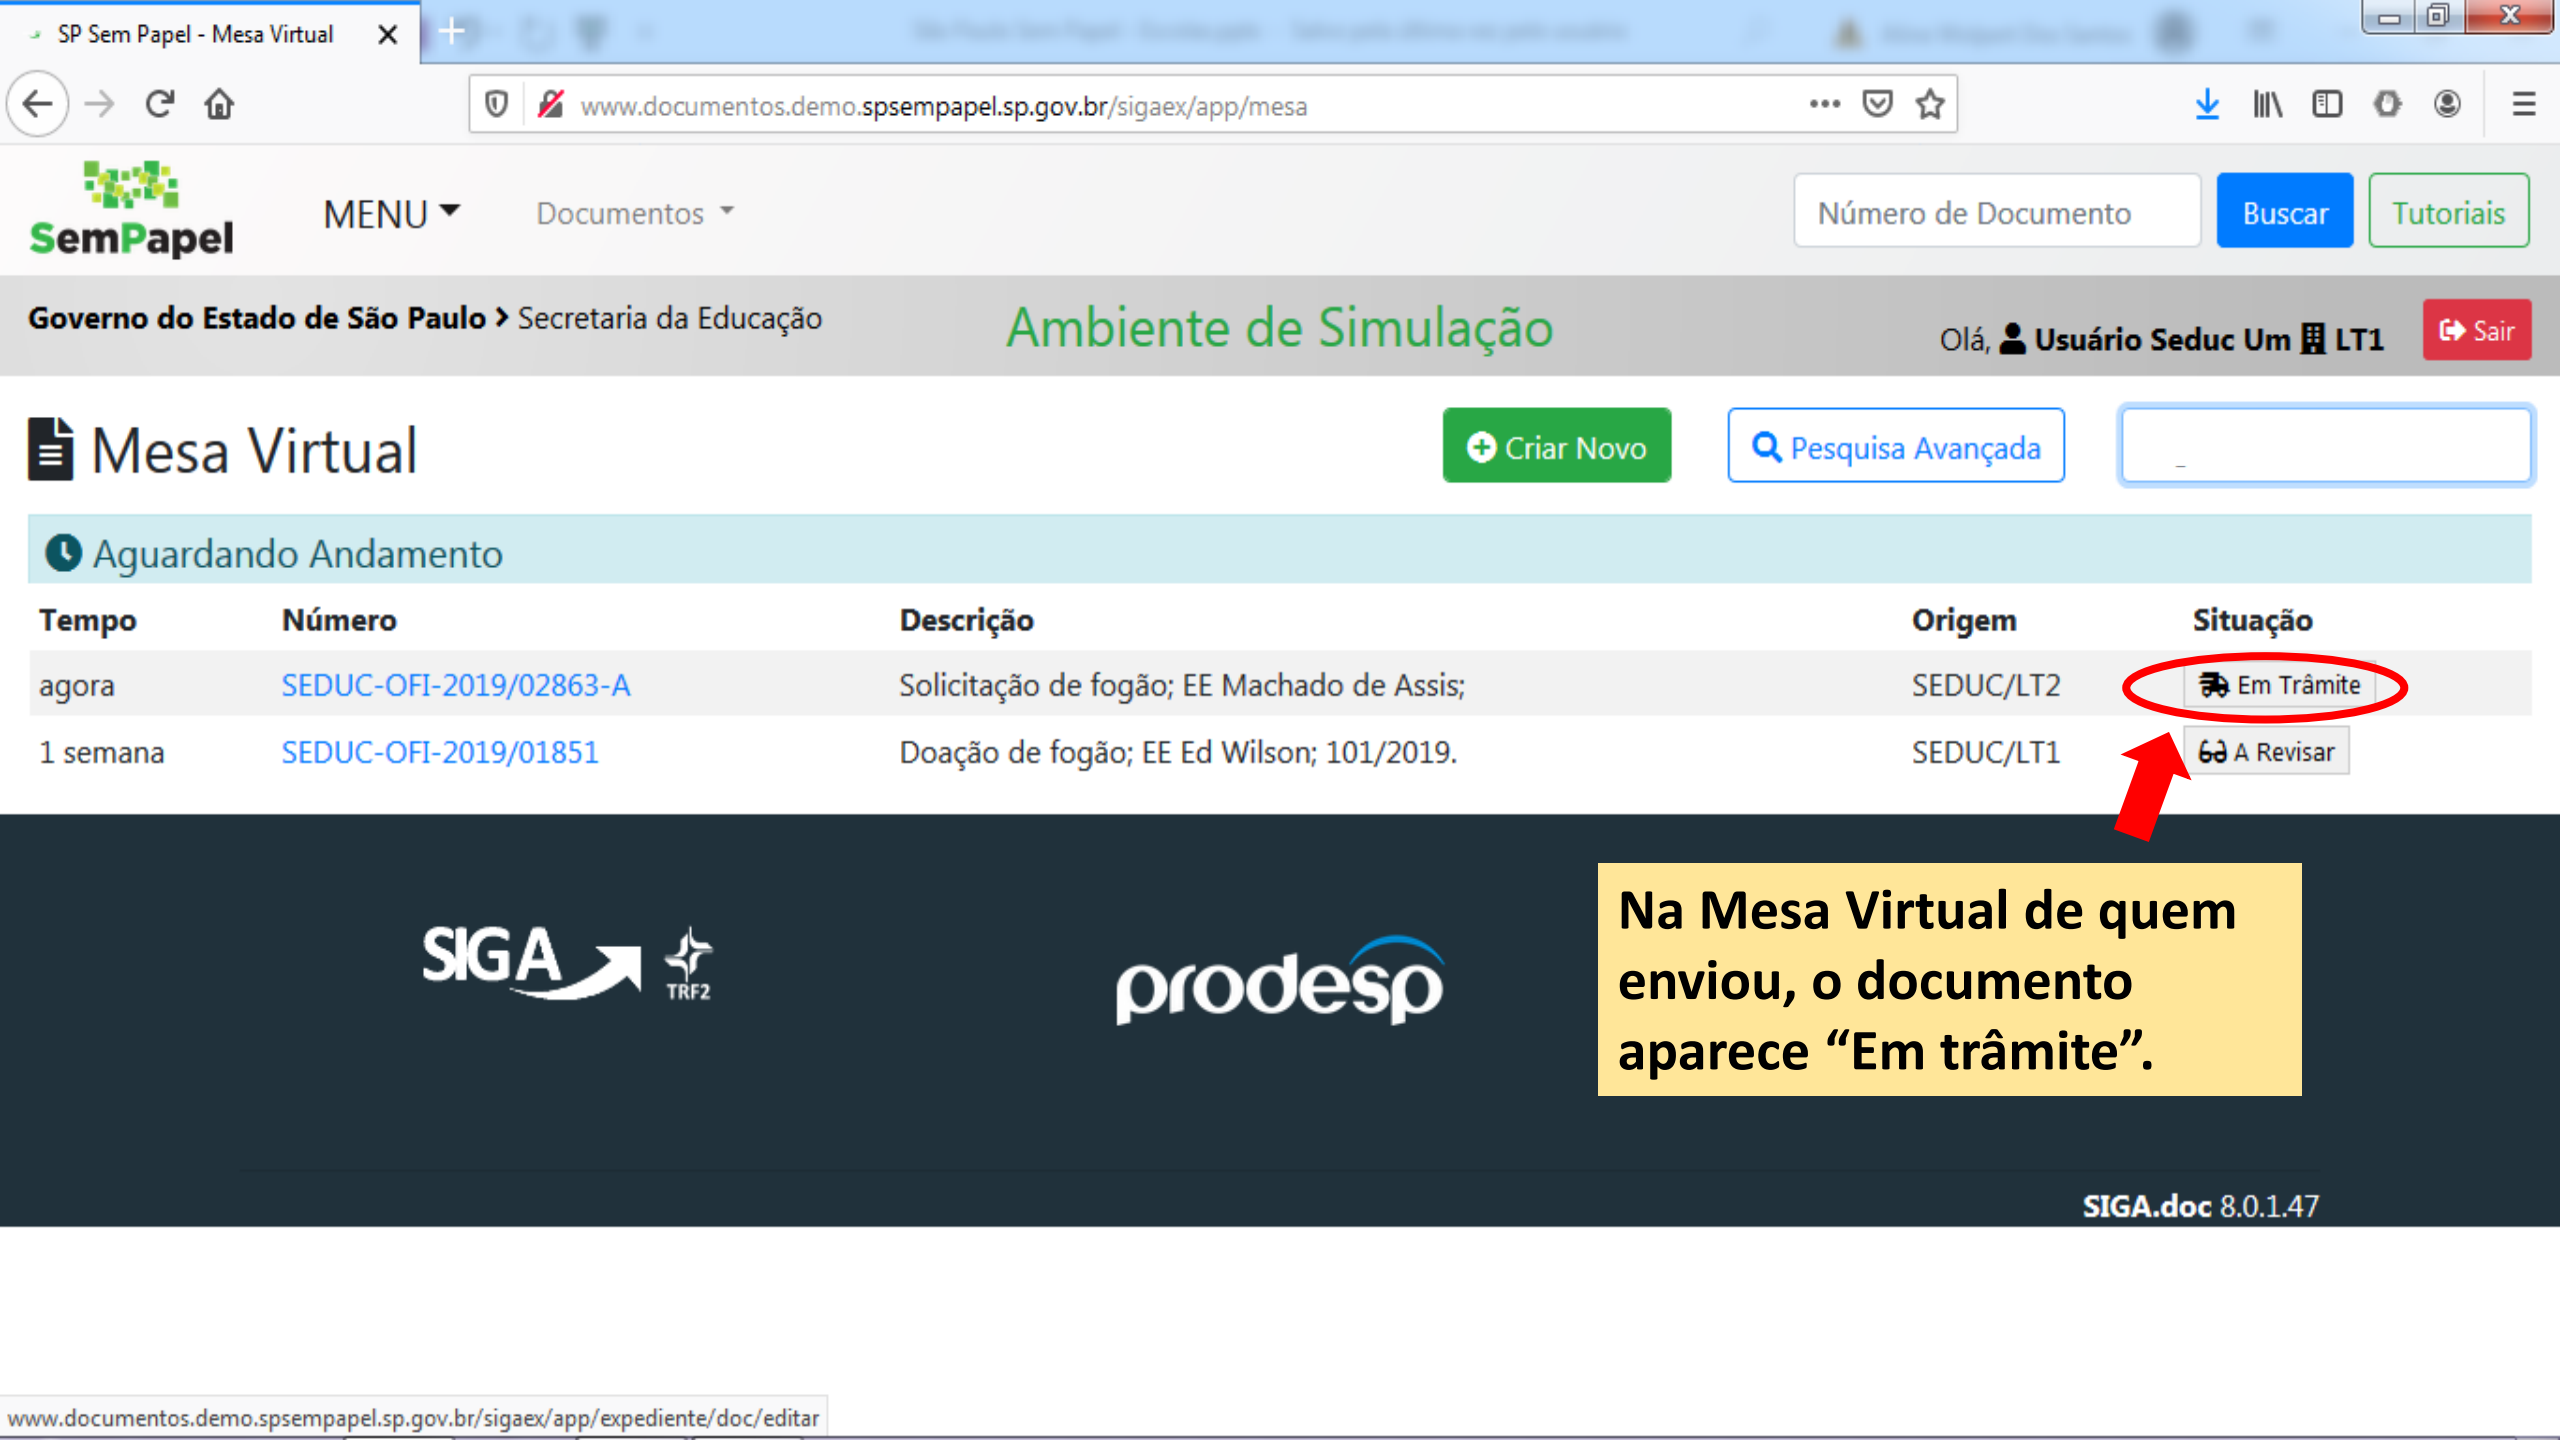 SP Sem Papel - Mesa Virtual
www.documentos.demo.spsempapel.sp.gov.br/sigaex/app/mesa
SemPapel
MENU
Documentos
Número de Documento
Buscar
Tutoriais
Governo do Estado de São Paulo > Secretaria da Educação
Ambiente de Simulação
Olá, Usuário Seduc Um LT1
Sair
Mesa Virtual
Criar Novo
Pesquisa Avançada
Aguardando Andamento
Tempo Número Descrição Origem Situação
agora SEDUC-OFI-2019/02863-A Solicitação de fogão; EE Machado de Assis; SEDUC/LT2 Em Trâmite
1 semana SEDUC-OFI-2019/01851 Doação de fogão; EE Ed Wilson; 101/2019. SEDUC/LT1 A Revisar
Na Mesa Virtual de quem
enviou, o documento
aparece “Em trâmite”.
SIGA
TRF2
prodesp
SIGA.doc 8.0.1.47
www.documentos.demo.spsempapel.sp.gov.br/sigaex/app/expediente/doc/editar